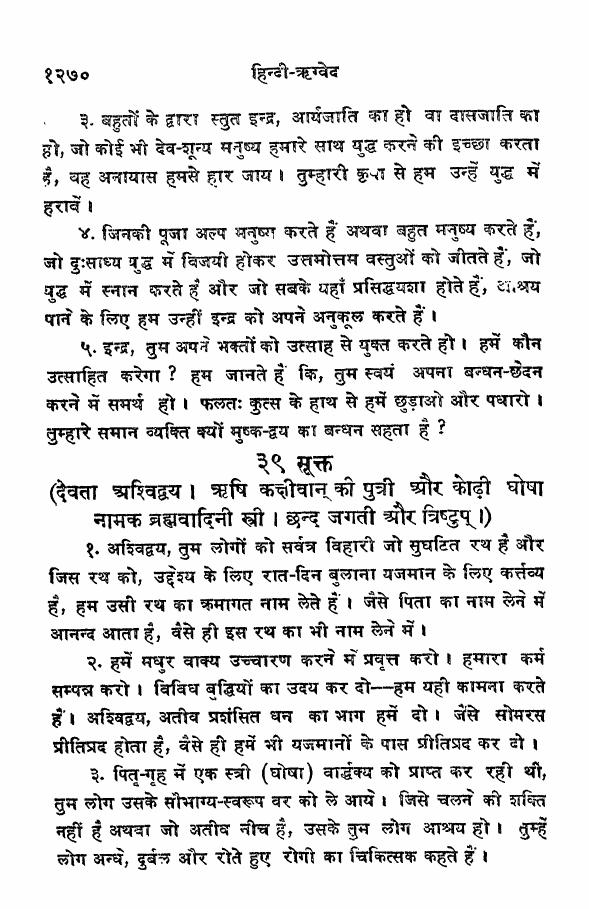 १२७०
हिन्दी-ऋग्वेद
३. बहुतों के द्वारा स्तुत इन्द्र, आर्यजाति का हो वा दासजाति का
हो, जो कोई भी देव-शून्य मनुष्य हमारे साथ युद्ध करने की इच्छा करता
है, वह अनायास हमसे हार जाय। तुम्हारी कृपा से हम उन्हें युद्ध में
हरावें।
४. जिनकी पूजा अल्प मनुष्य करते हैं अथवा बहुत मनुष्य करते हैं,
जो दुःसाध्य युद्ध में विजयी होकर उत्तमोत्तम वस्तुओं को जीतते हैं, जो
युद्ध में स्नान करते हैं और जो सबके यहाँ प्रसिद्धयशा होते हैं, आश्रय
पाने के लिए हम उन्हीं इन्द्र को अपने अनुकूल करते हैं।
५. इन्द्र, तुम अपने भक्तों को उत्साह से युक्त करते हो। हमें कौन
उत्साहित करेगा ? हम जानते हैं कि, तुम स्वयं अपना बन्धन-छेदन
करने में समर्थ हो। फलतः कुत्स के हाथ से हमें छुड़ाओ और पधारो।
तुम्हारे समान व्यक्ति क्यों मुष्क-द्वय का बन्धन सहता है ?
३९ सूक्त
(देवता अश्विद्वय। ऋषि कक्षीवान् की पुत्री और कोढ़ी घोषा
नामक ब्रह्मवादिनी स्त्री। छन्द जगती और त्रिष्टुप्।)
१. अश्विद्वय, तुम लोगों को सर्वत्र विहारी जो सुघटित रथ है और
जिस रथ को, उद्देश्य के लिए रात-दिन बुलाना यजमान के लिए कर्त्तव्य
है, हम उसी रथ का क्रमागत नाम लेते हैं। जैसे पिता का नाम लेने में
आनन्द आता है, वैसे ही इस रथ का भी नाम लेने में।
२. हमें मधुर वाक्य उच्चारण करने में प्रवृत्त करो। हमारा कर्म
सम्पन्न करो। विविध बुद्धियों का उदय कर दो--हम यही कामना करते
हैं। अश्विद्वय, अतीव प्रशंसित धन का भाग हमें दो। जैसे सोमरस
प्रीतिप्रद होता है, वैसे ही हमें भी यजमानों के पास प्रीतिप्रद कर दो।
३. पितृ-गृह में एक स्त्री (घोषा) वार्द्धक्य को प्राप्त कर रही थी,
तुम लोग उसके सौभाग्य-स्वरूप वर को ले आये। जिसे चलने की शक्ति
नहीं है अथवा जो अतीव नीच है, उसके तुम लोग आश्रय हो। तुम्हें
लोग अन्धे, दुर्बल और रोते हुए रोगी का चिकित्सक कहते हैं।